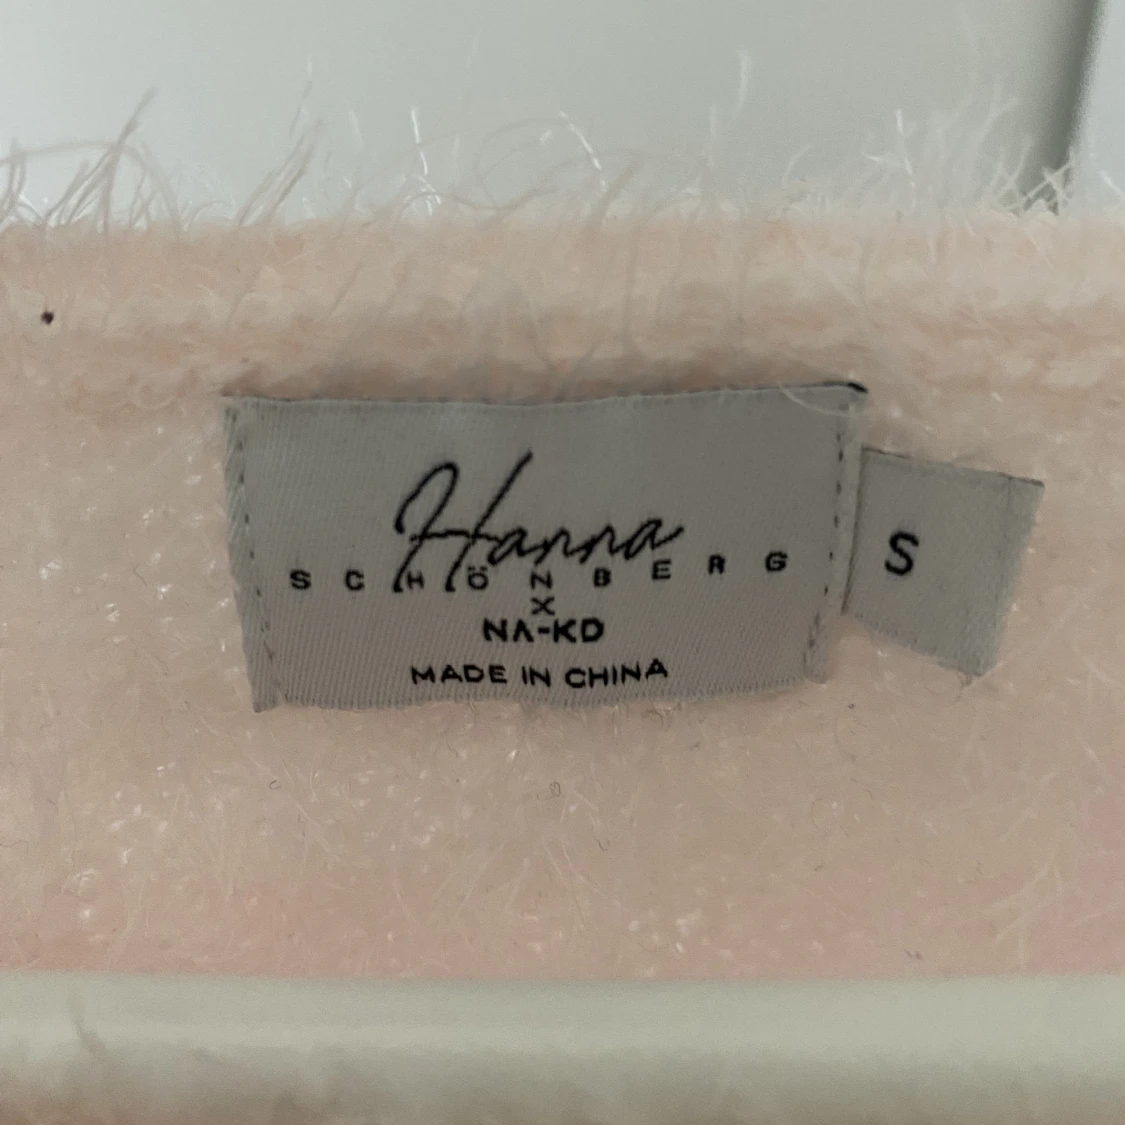 Hanna
SCHÖNBERG
X
NA-KD
MADE IN CHINA
S